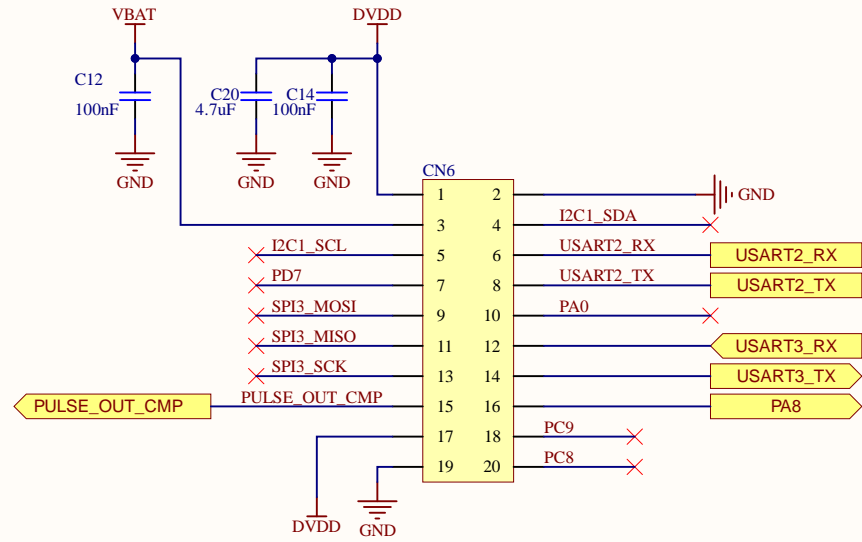 VBAT
DVDD
C12
100nF
C20
4.7uF
C14
100nF
GND
GND
GND
CN6
1
2
GND
3
4
I2C1_SDA
I2C1_SCL
5
6
USART2_RX
USART2_RX
PD7
7
8
USART2_TX
USART2_TX
SPI3_MOSI
9
10
PA0
SPI3_MISO
11
12
USART3_RX
SPI3_SCK
13
14
USART3_TX
PULSE_OUT_CMP
PULSE_OUT_CMP
15
16
PA8
17
18
PC9
19
20
PC8
DVDD
GND